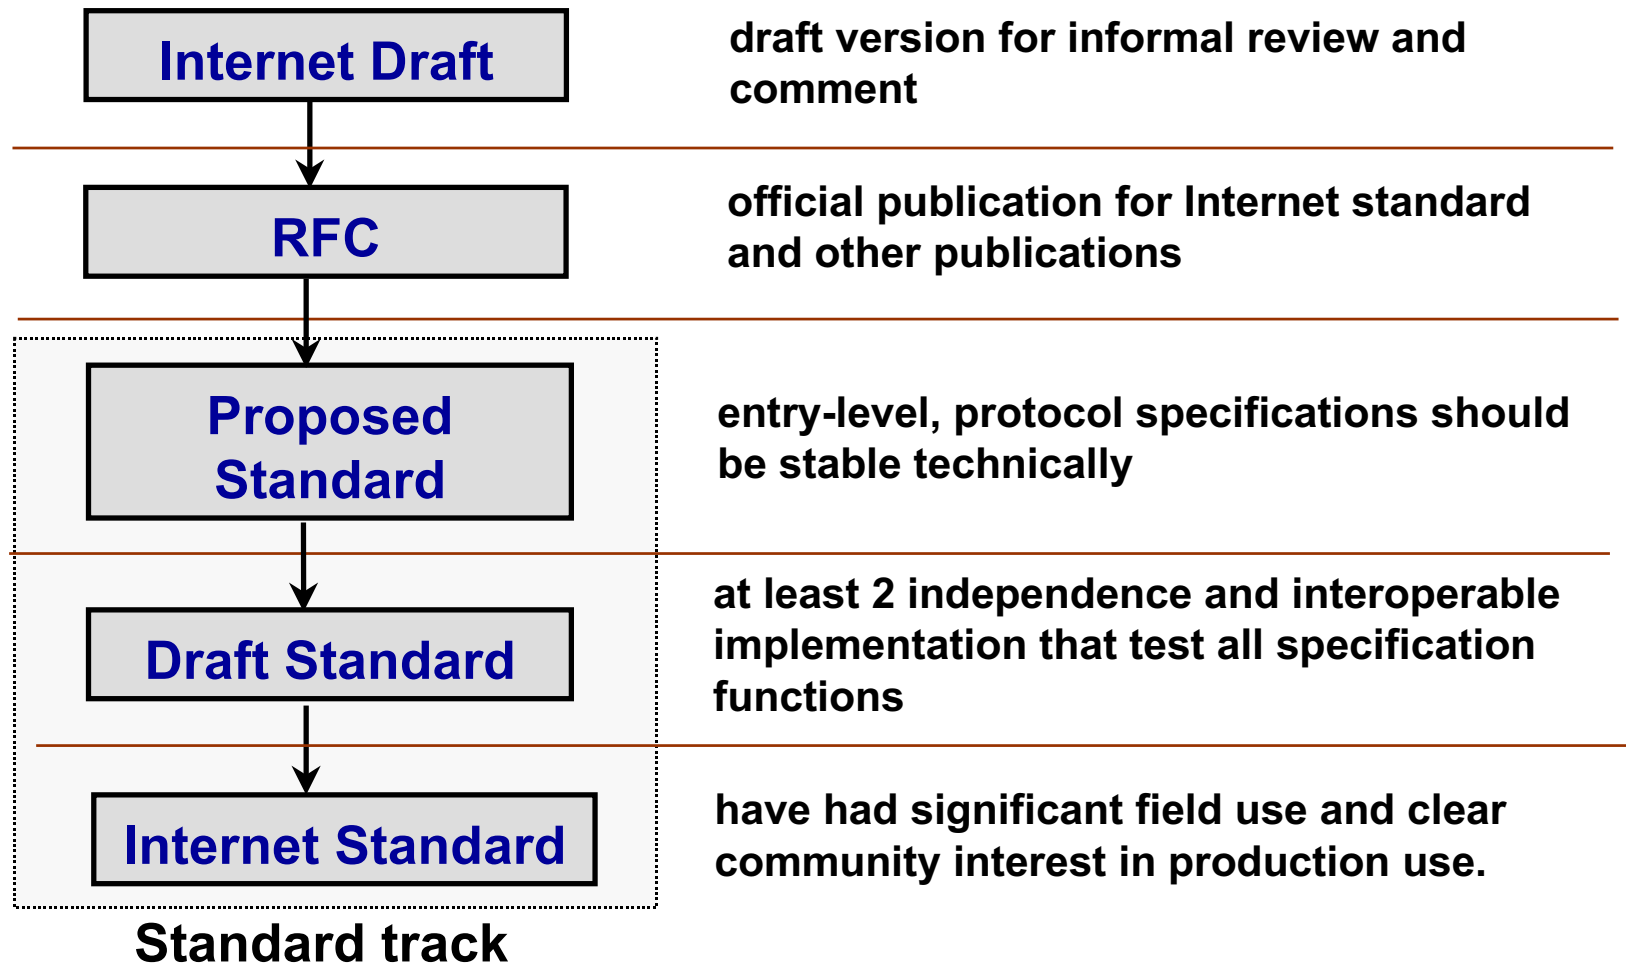 Internet Draft
draft version for informal review and
comment
RFC
official publication for Internet standard
and other publications
Proposed
Standard
entry-level, protocol specifications should
be stable technically
Draft Standard
at least 2 independence and interoperable
implementation that test all specification
functions
Internet Standard
have had significant field use and clear
community interest in production use.
Standard track